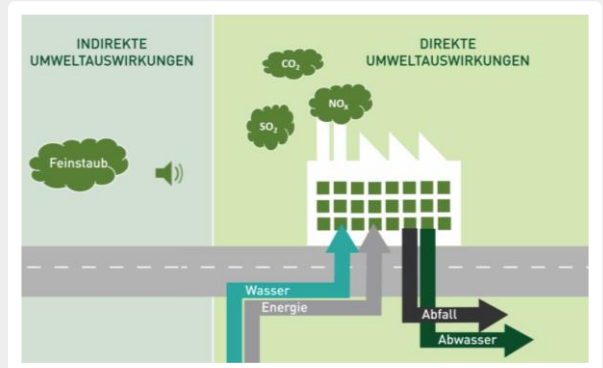 INDIREKTE
UMWELTAUSWIRKUNGEN
DIREKTE
UMWELTAUSWIRKUNGEN
CO₂
NOₓ
SO₂
Feinstaub
Wasser
Energie
Abfall
Abwasser